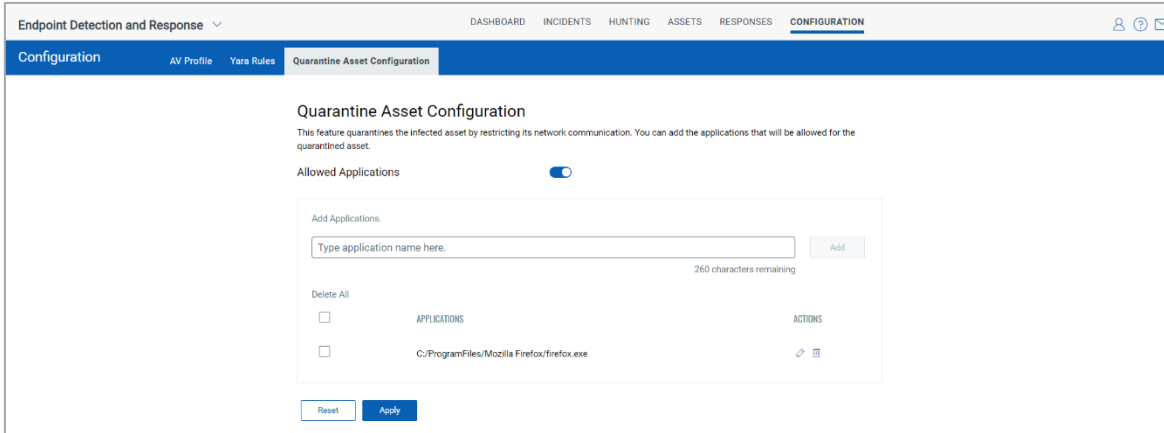 Endpoint Detection and Response
DASHBOARD INCIDENTS HUNTING ASSETS RESPONSES CONFIGURATION
Configuration
AV Profile Yara Rules Quarantine Asset Configuration
Quarantine Asset Configuration
This feature quarantines the infected asset by restricting its network communication. You can add the applications that will be allowed for the
quarantined asset.
Allowed Applications
Add Applications.
Type application name here.
Add
260 characters remaining
Delete All
APPLICATIONS ACTIONS
C:/ProgramFiles/Mozilla Firefox/firefox.exe
Reset Apply